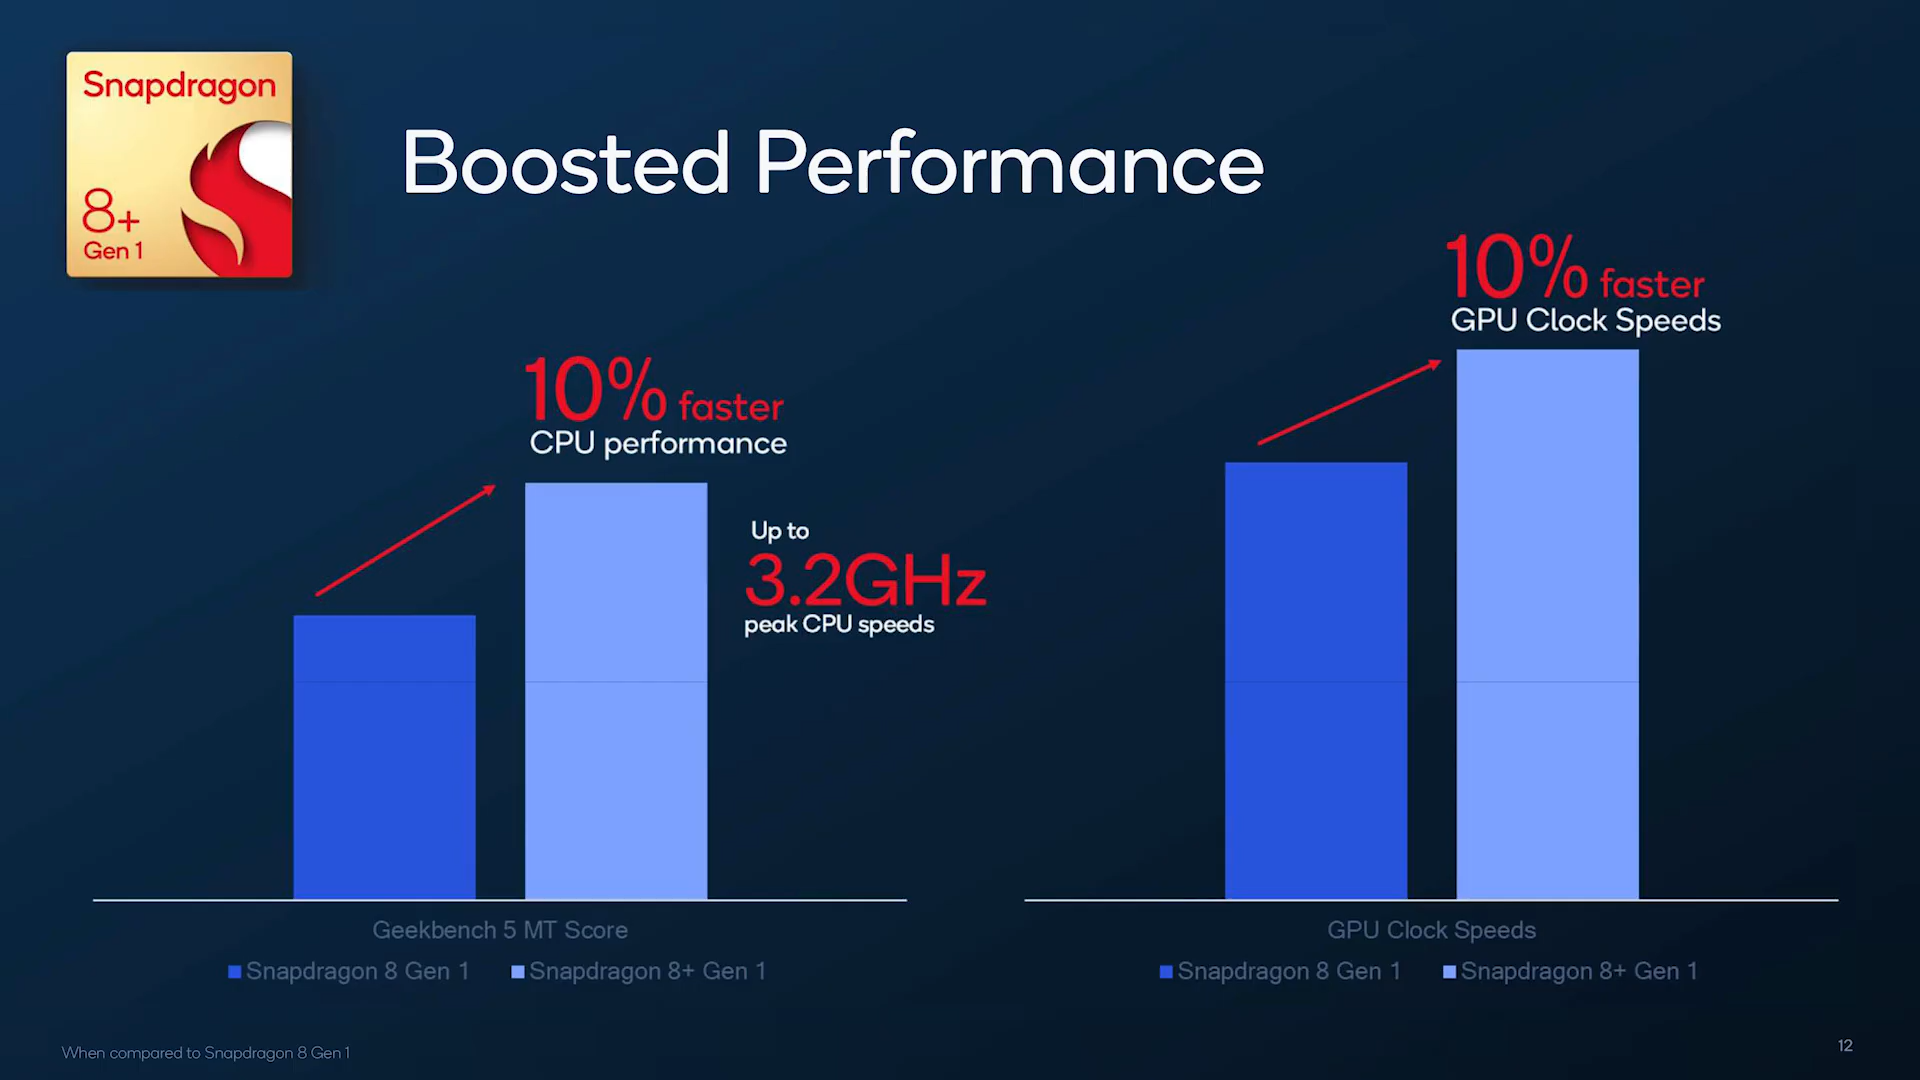 Snapdragon
8+
Gen 1
Boosted Performance
10% faster
CPU performance
Up to
3.2GHz
peak CPU speeds
Geekbench 5 MT Score
Snapdragon 8 Gen 1
Snapdragon 8+ Gen 1
10% faster
GPU Clock Speeds
GPU Clock Speeds
Snapdragon 8 Gen 1
Snapdragon 8+ Gen 1
When compared to Snapdragon 8 Gen 1
12